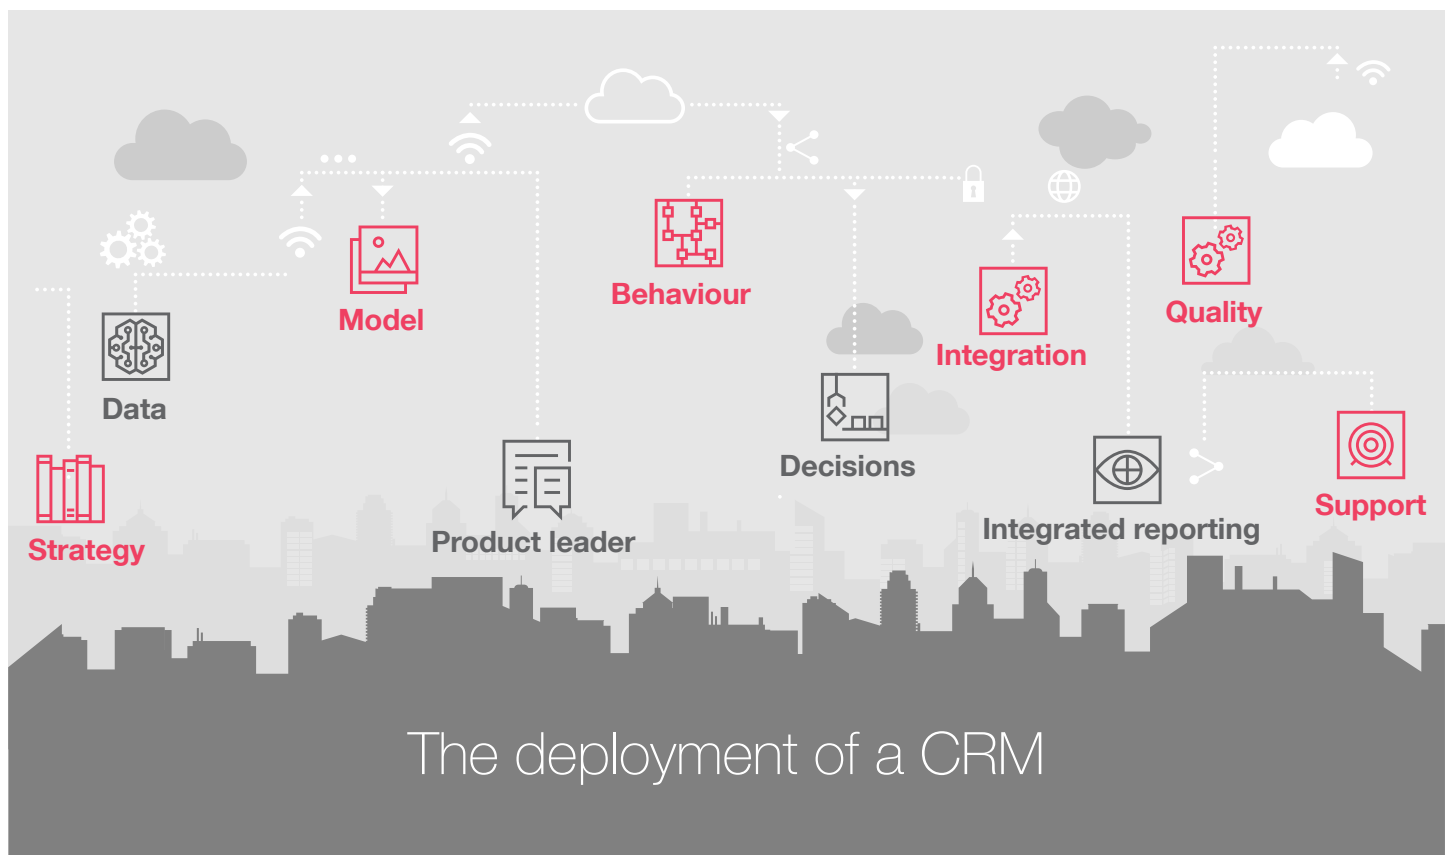 Strategy
Data
Model
Product leader
Behaviour
Decisions
Integration
Integrated reporting
Quality
Support
The deployment of a CRM